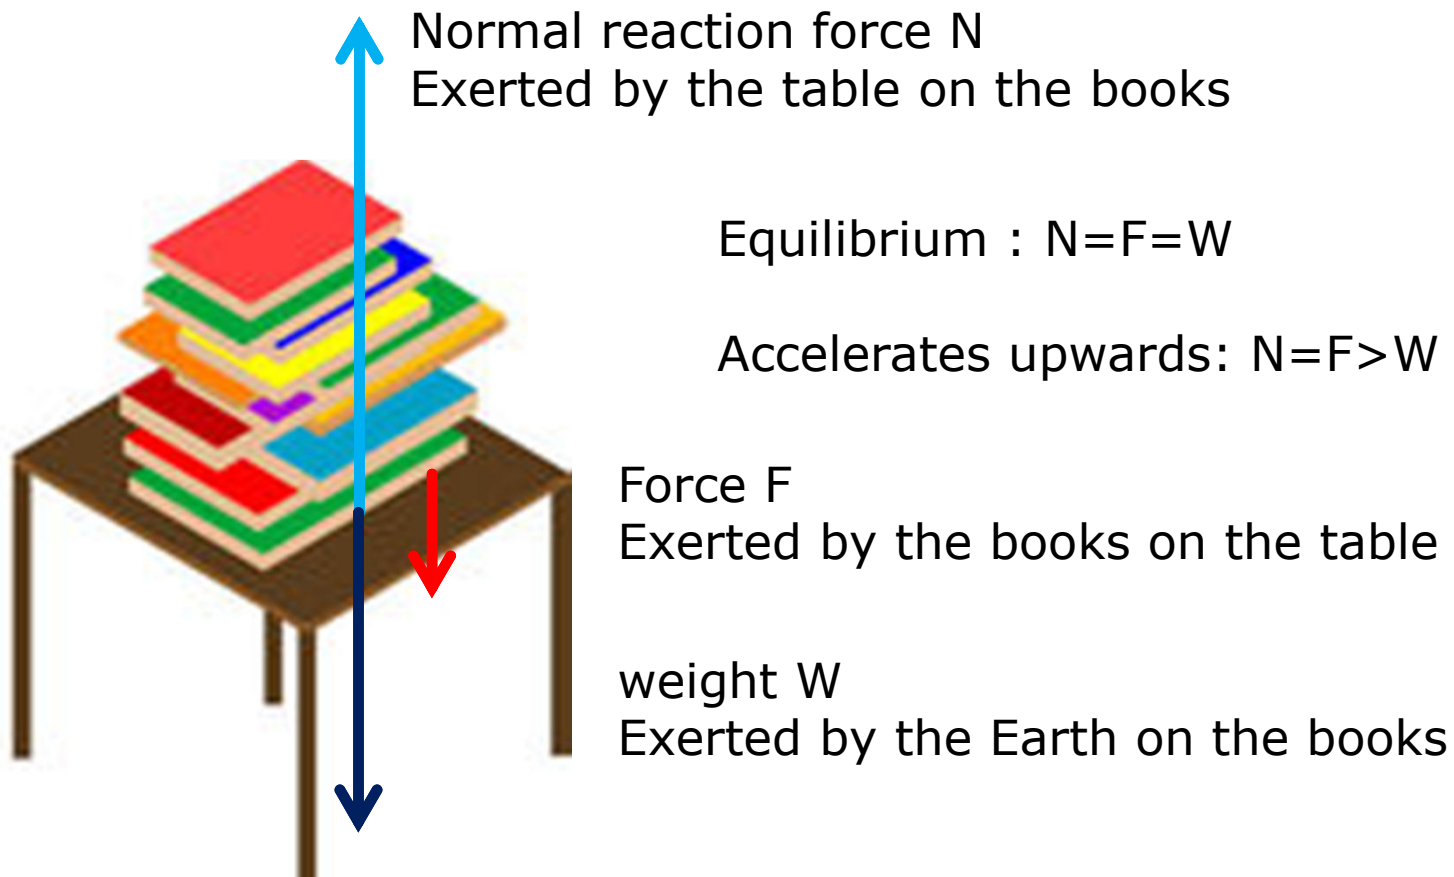 Normal reaction force N
Exerted by the table on the books
Equilibrium : N=F=W
Accelerates upwards: N=F>W
Force F
Exerted by the books on the table
weight W
Exerted by the Earth on the books